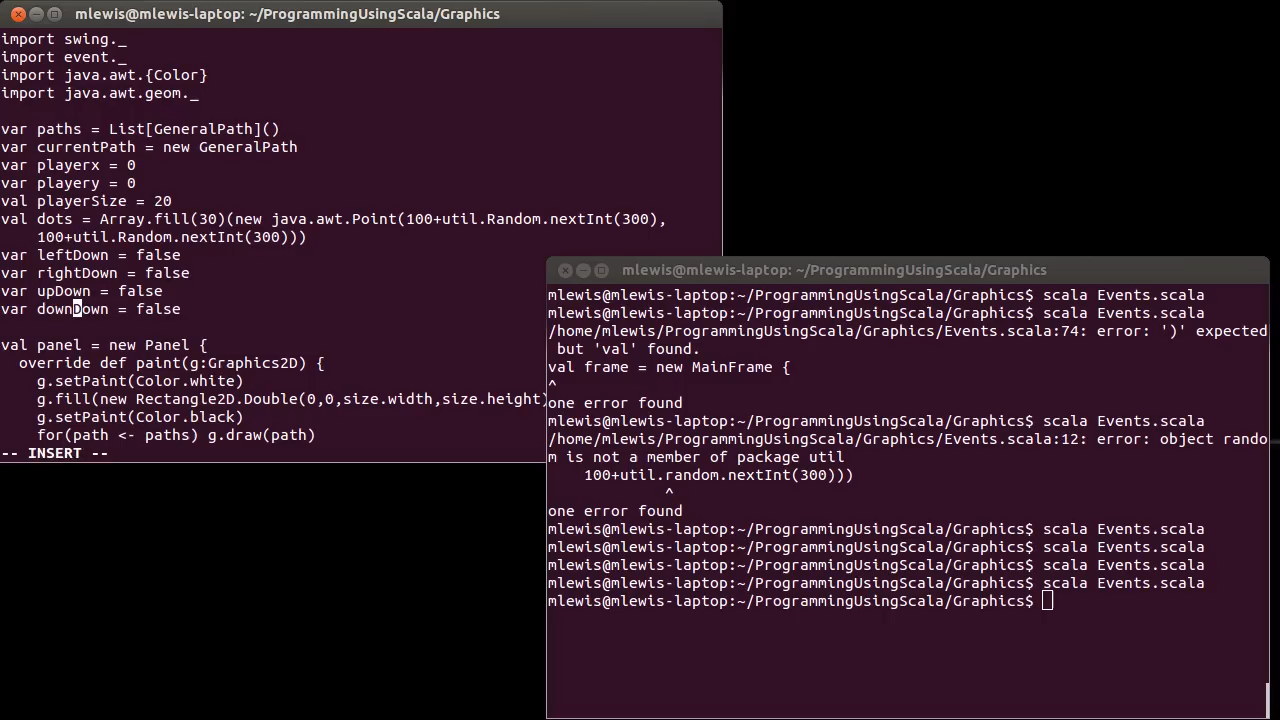 mlewis@mlewis-laptop: ~/ProgrammingUsingScala/Graphics
import swing._
import event._
import java.awt.{Color}
import java.awt.geom._
var paths = List[GeneralPath]()
var currentPath = new GeneralPath
var playerx = 0
var playery = 0
val playerSize = 20
val dots = Array.fill(30)(new java.awt.Point(100+util.Random.nextInt(300),
    100+util.Random.nextInt(300)))
var leftDown = false
var rightDown = false
var upDown = false
var downDown = false
val panel = new Panel {
  override def paint(g:Graphics2D) {
    g.setPaint(Color.white)
    g.fill(new Rectangle2D.Double(0,0,size.width,size.height)
    g.setPaint(Color.black)
    for(path <- paths) g.draw(path)
-- INSERT --
mlewis@mlewis-laptop: ~/ProgrammingUsingScala/Graphics
mlewis@mlewis-laptop:~/ProgrammingUsingScala/Graphics$ scala Events.scala
mlewis@mlewis-laptop:~/ProgrammingUsingScala/Graphics$ scala Events.scala
/home/mlewis/ProgrammingUsingScala/Graphics/Events.scala:74: error: ')' expected
 but 'val' found.
val frame = new MainFrame {
^
one error found
mlewis@mlewis-laptop:~/ProgrammingUsingScala/Graphics$ scala Events.scala
/home/mlewis/ProgrammingUsingScala/Graphics/Events.scala:12: error: object rando
m is not a member of package util
    100+util.random.nextInt(300)))
             ^
one error found
mlewis@mlewis-laptop:~/ProgrammingUsingScala/Graphics$ scala Events.scala
mlewis@mlewis-laptop:~/ProgrammingUsingScala/Graphics$ scala Events.scala
mlewis@mlewis-laptop:~/ProgrammingUsingScala/Graphics$ scala Events.scala
mlewis@mlewis-laptop:~/ProgrammingUsingScala/Graphics$ scala Events.scala
mlewis@mlewis-laptop:~/ProgrammingUsingScala/Graphics$